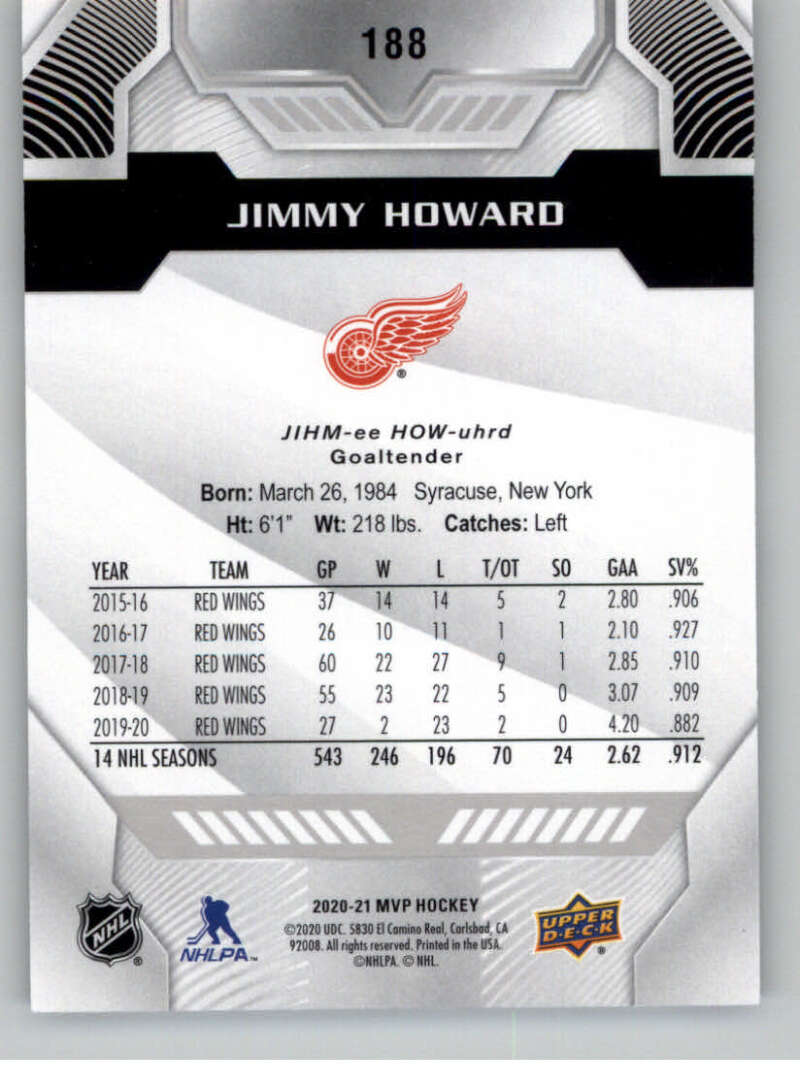 188
JIMMY HOWARD
®
JIHM-ee HOW-uhrd
Goaltender
Born: March 26, 1984 Syracuse, New York
Ht: 6'1" Wt: 218 lbs. Catches: Left
YEAR TEAM GP W L T/OT SO GAA SV%
2015-16 RED WINGS 37 14 14 5 2 2.80 .906
2016-17 RED WINGS 26 10 11 1 1 2.10 .927
2017-18 RED WINGS 60 22 27 9 1 2.85 .910
2018-19 RED WINGS 55 23 22 5 0 3.07 .909
2019-20 RED WINGS 27 2 23 2 0 4.20 .882
14 NHL SEASONS 543 246 196 70 24 2.62 .912
NHL ®
NHLPA™
2020-21 MVP HOCKEY
©2020 UDC. 5830 El Camino Real, Carlsbad, CA
92008. All rights reserved. Printed in the USA.
©NHLPA. © NHL.
UPPER
D·E·C·K
®